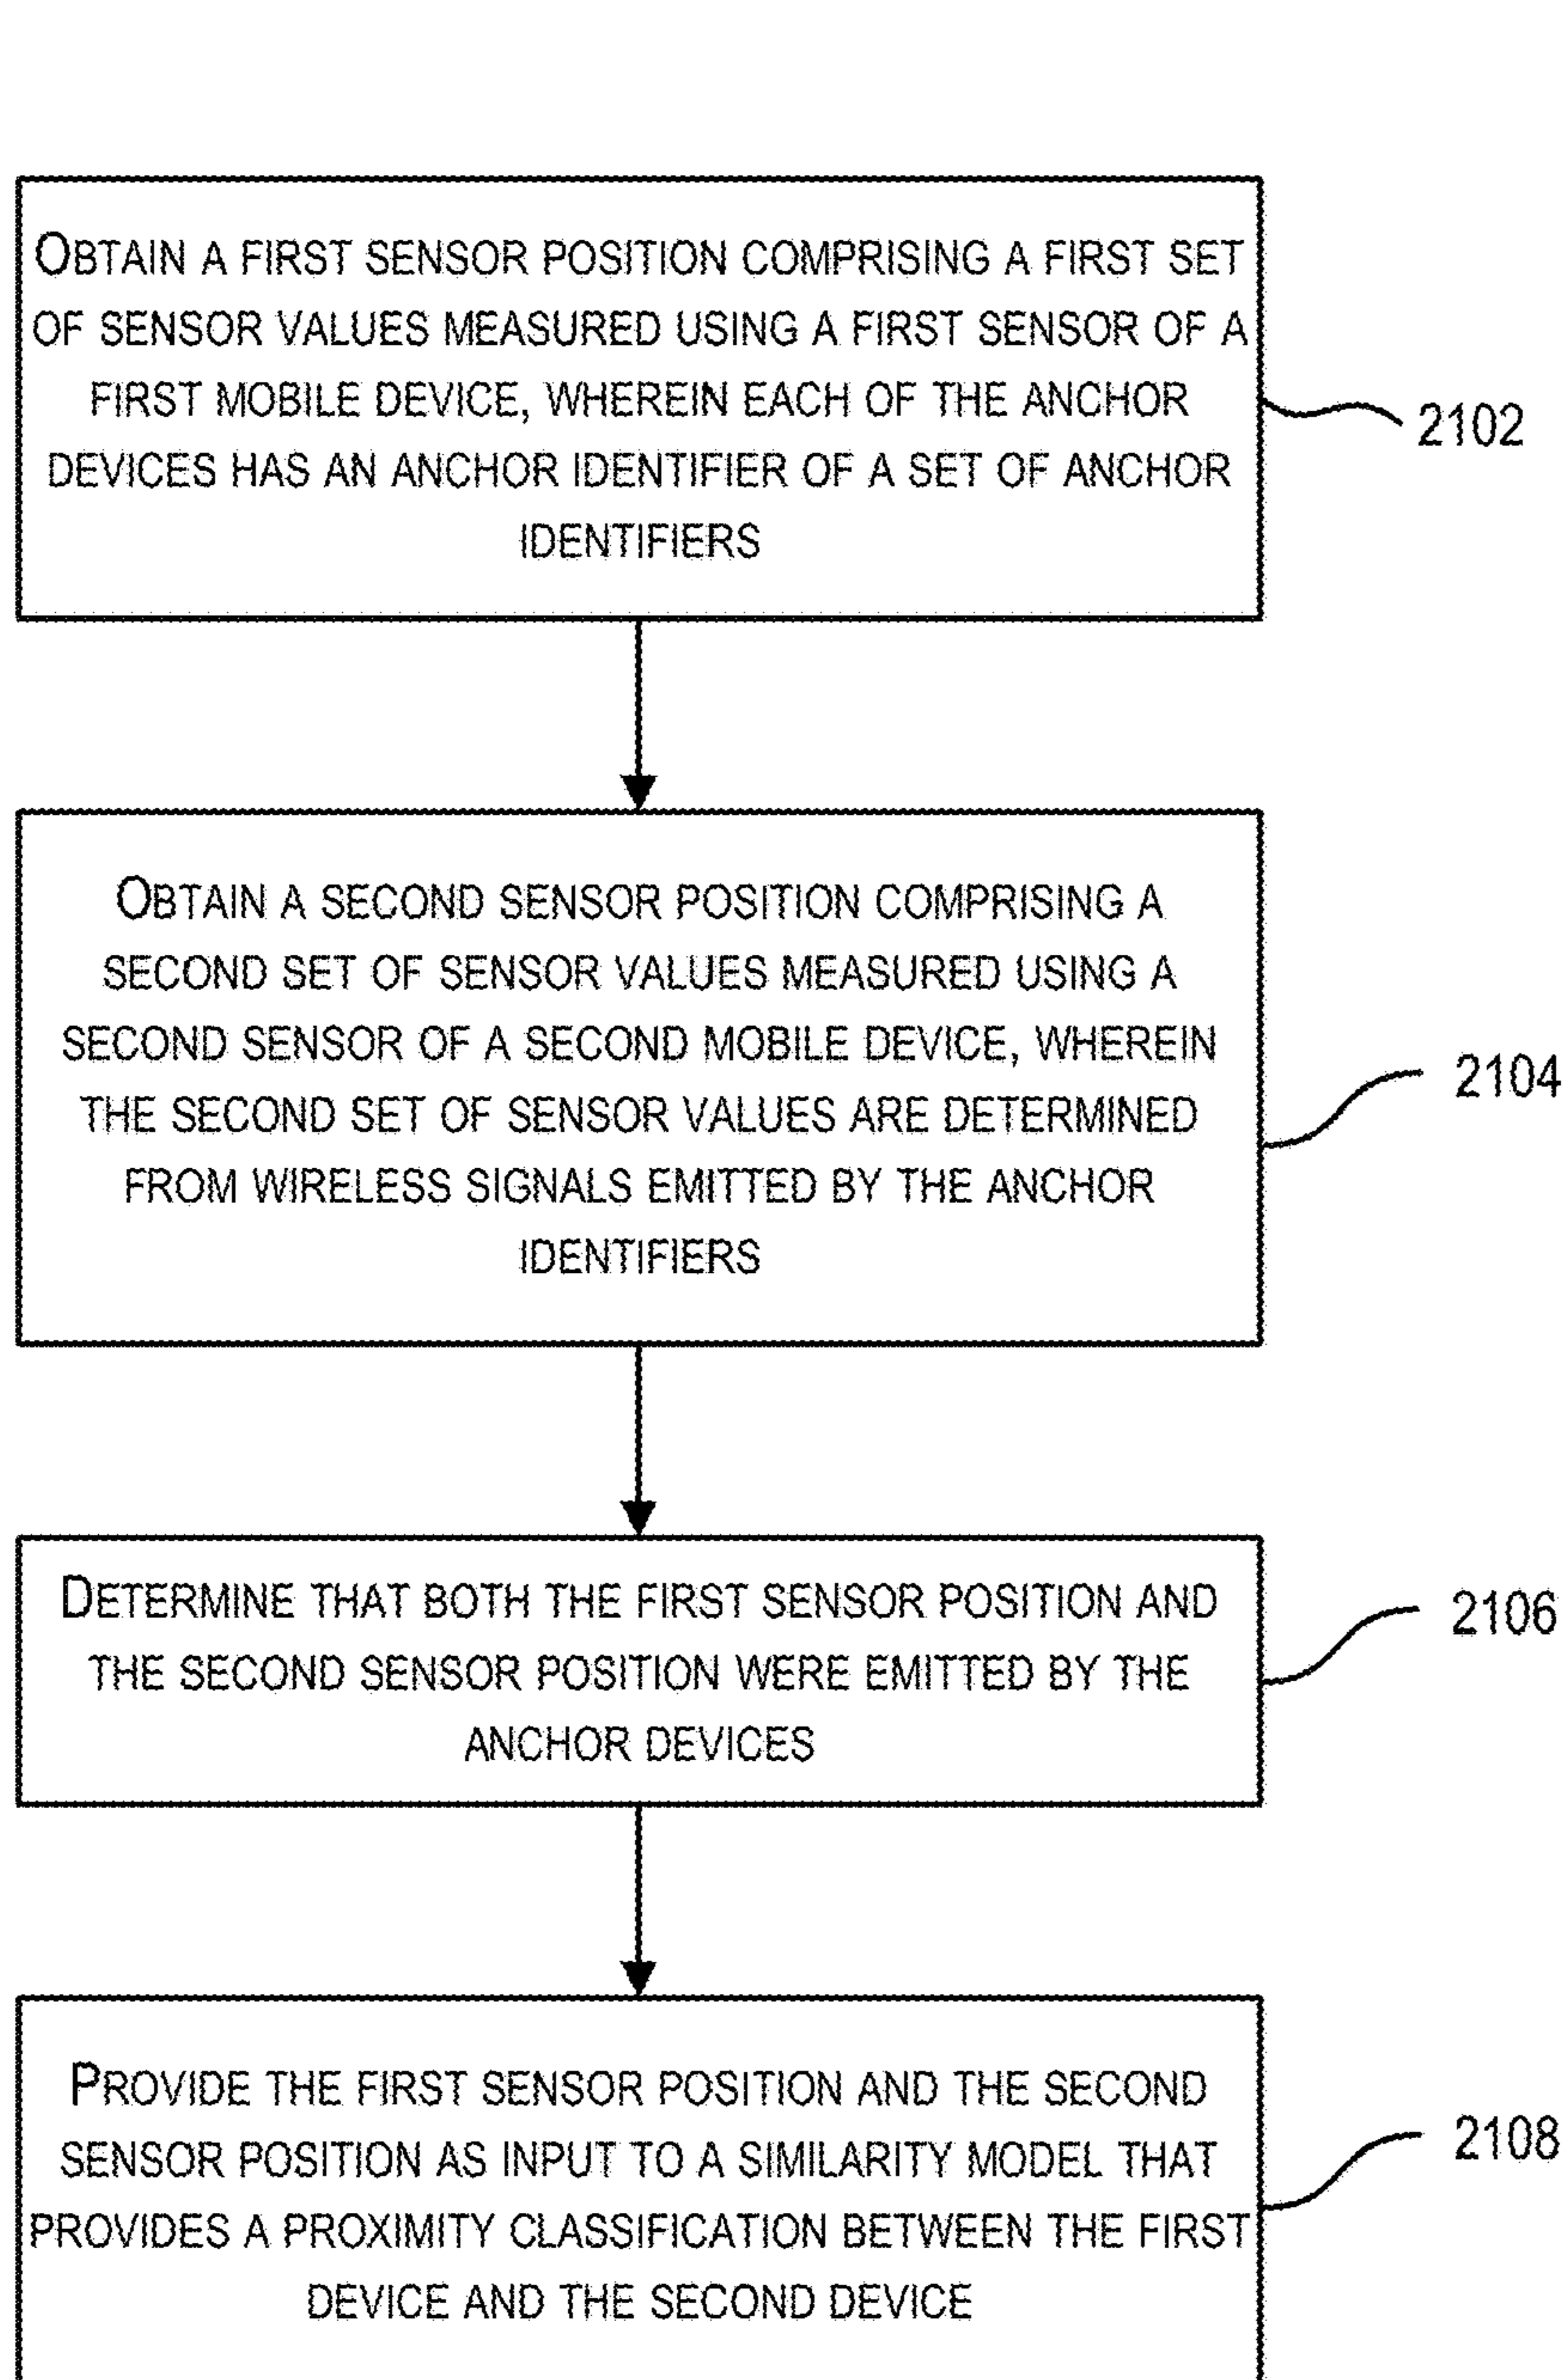 OBTAIN A FIRST SENSOR POSITION COMPRISING A FIRST SET
OF SENSOR VALUES MEASURED USING A FIRST SENSOR OF A
FIRST MOBILE DEVICE, WHEREIN EACH OF THE ANCHOR
DEVICES HAS AN ANCHOR IDENTIFIER OF A SET OF ANCHOR
IDENTIFIERS
2102
OBTAIN A SECOND SENSOR POSITION COMPRISING A
SECOND SET OF SENSOR VALUES MEASURED USING A
SECOND SENSOR OF A SECOND MOBILE DEVICE, WHEREIN
THE SECOND SET OF SENSOR VALUES ARE DETERMINED
FROM WIRELESS SIGNALS EMITTED BY THE ANCHOR
IDENTIFIERS
2104
DETERMINE THAT BOTH THE FIRST SENSOR POSITION AND
THE SECOND SENSOR POSITION WERE EMITTED BY THE
ANCHOR DEVICES
2106
PROVIDE THE FIRST SENSOR POSITION AND THE SECOND
SENSOR POSITION AS INPUT TO A SIMILARITY MODEL THAT
PROVIDES A PROXIMITY CLASSIFICATION BETWEEN THE FIRST
DEVICE AND THE SECOND DEVICE
2108